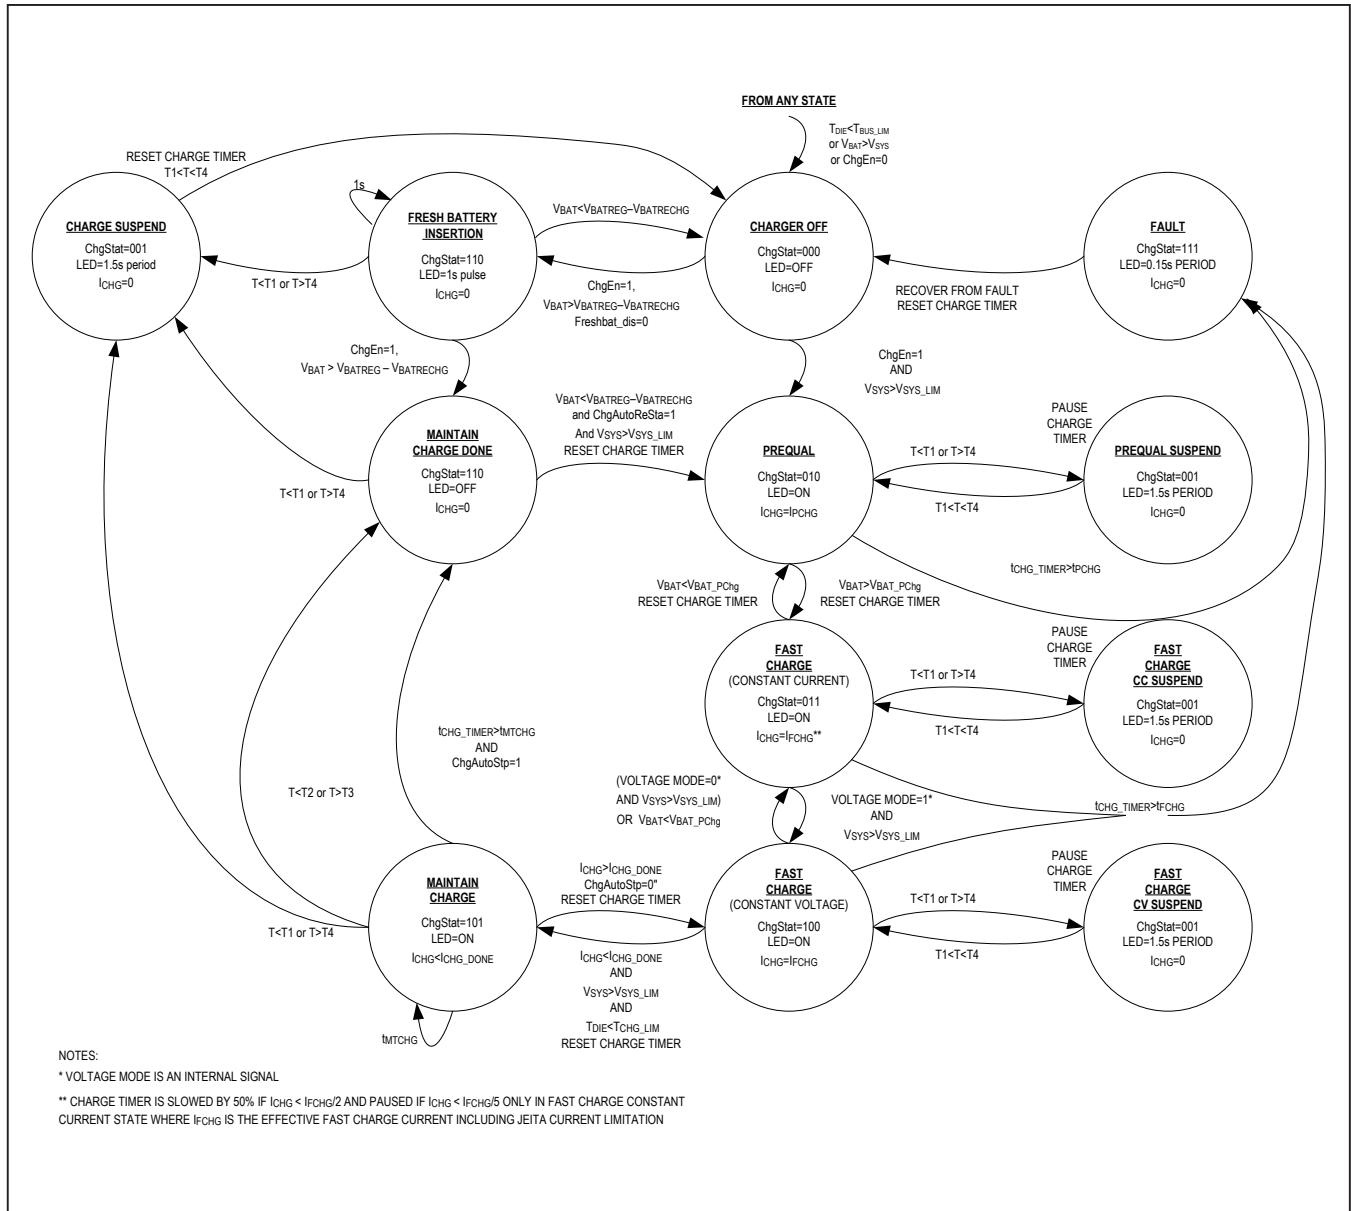 FROM ANY STATE
TDIE<TBUS_LIM
or VBAT>VSYS
or ChgEn=0
RESET CHARGE TIMER
T1<T<T4
CHARGE SUSPEND
ChgStat=001
LED=1.5s period
ICHG=0
1s
FRESH BATTERY
INSERTION
ChgStat=110
LED=1s pulse
ICHG=0
T<T1 or T>T4
VBAT<VBATREG–VBATRECHG
ChgEn=1,
VBAT>VBATREG–VBATRECHG
Freshbat_dis=0
CHARGER OFF
ChgStat=000
LED=OFF
ICHG=0
RECOVER FROM FAULT
RESET CHARGE TIMER
FAULT
ChgStat=111
LED=0.15s PERIOD
ICHG=0
ChgEn=1,
VBAT > VBATREG – VBATRECHG
ChgEn=1
AND
VSYS>VSYS_LIM
MAINTAIN
CHARGE DONE
ChgStat=110
LED=OFF
ICHG=0
T<T1 or T>T4
VBAT<VBATREG–VBATRECHG
and ChgAutoReSta=1
And VSYS>VSYS_LIM
RESET CHARGE TIMER
PREQUAL
ChgStat=010
LED=ON
ICHG=IPCHG
T<T1 or T>T4
T1<T<T4
PAUSE
CHARGE
TIMER
PREQUAL SUSPEND
ChgStat=001
LED=1.5s PERIOD
ICHG=0
tCHG_TIMER>tPCHG
VBAT<VBAT_PChg
RESET CHARGE TIMER
VBAT>VBAT_PChg
RESET CHARGE TIMER
FAST
CHARGE
(CONSTANT CURRENT)
ChgStat=011
LED=ON
ICHG=IFCHG**
T<T1 or T>T4
T1<T<T4
PAUSE
CHARGE
TIMER
FAST
CHARGE
CC SUSPEND
ChgStat=001
LED=1.5s PERIOD
ICHG=0
tCHG_TIMER>tMTCHG
AND
ChgAutoStp=1
T<T2 or T>T3
(VOLTAGE MODE=0*
AND VSYS>VSYS_LIM)
OR VBAT<VBAT_PChg
VOLTAGE MODE=1*
AND
VSYS>VSYS_LIM
tCHG_TIMER>tFCHG
T<T1 or T>T4
MAINTAIN
CHARGE
ChgStat=101
LED=ON
ICHG<ICHG_DONE
tMTCHG
ICHG>ICHG_DONE
ChgAutoStp=0"
RESET CHARGE TIMER
ICHG<ICHG_DONE
AND
VSYS>VSYS_LIM
AND
TDIE<TCHG_LIM
RESET CHARGE TIMER
FAST
CHARGE
(CONSTANT VOLTAGE)
ChgStat=100
LED=ON
ICHG=IFCHG
T<T1 or T>T4
T1<T<T4
PAUSE
CHARGE
TIMER
FAST
CHARGE
CV SUSPEND
ChgStat=001
LED=1.5s PERIOD
ICHG=0
NOTES:
* VOLTAGE MODE IS AN INTERNAL SIGNAL
** CHARGE TIMER IS SLOWED BY 50% IF ICHG < IFCHG/2 AND PAUSED IF ICHG < IFCHG/5 ONLY IN FAST CHARGE CONSTANT
CURRENT STATE WHERE IFCHG IS THE EFFECTIVE FAST CHARGE CURRENT INCLUDING JEITA CURRENT LIMITATION